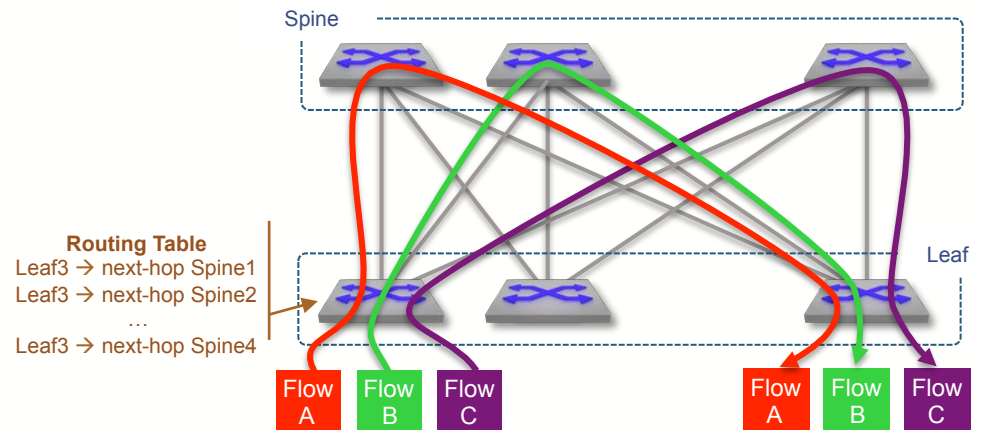 Spine
Routing Table
Leaf3 → next-hop Spine1
Leaf3 → next-hop Spine2
…
Leaf3 → next-hop Spine4
Leaf
Flow
A
Flow
B
Flow
C
Flow
A
Flow
B
Flow
C